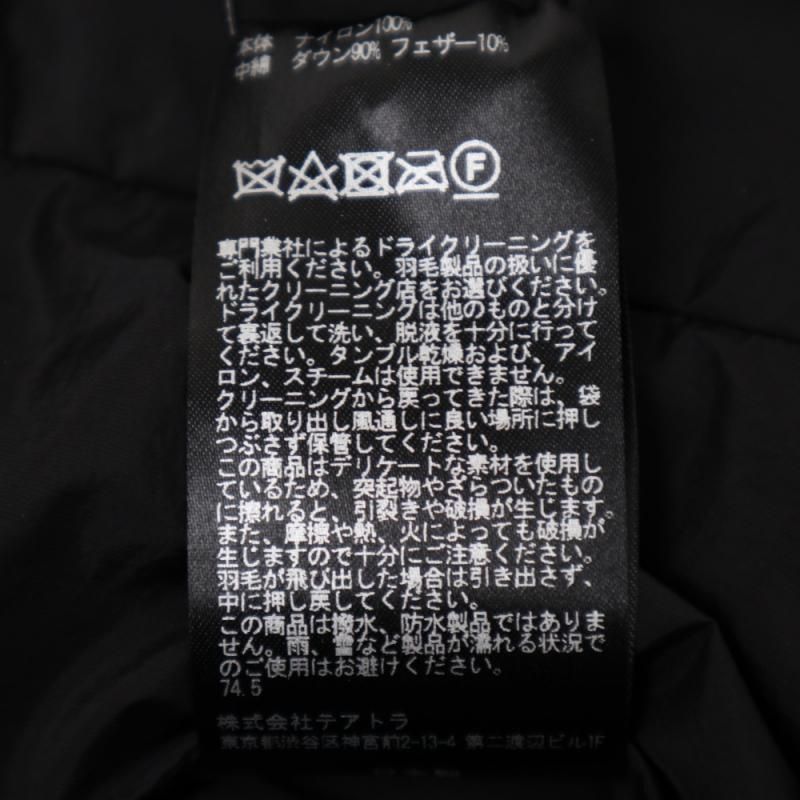 本体 ナイロン100%
中綿 ダウン90% フェザー10%
F
専門業社によるドライクリーニングを
ご利用ください。羽毛製品の扱いに優
れたクリーニング店をお選びください。
ドライクリーニングは他のものと分け
て裏返して洗い、脱液を十分に行って
ください。タンブル乾燥および、アイ
ロン、スチームは使用できません。
クリーニングから戻ってきた際は、袋
から取り出し風通しに良い場所に押し
つぶさず保管してください。
この商品はデリケートな素材を使用し
ているため、突起物やざらついたもの
に擦れると、引裂きや破損が生じます。
また、摩擦や熱、火によっても破損が
生じますので十分にご注意ください。
羽毛が飛び出した場合は引き出さず、
中に押し戻してください。
この商品は撥水、防水製品ではありま
せん。雨、雪など製品が濡れる状況で
のご使用はお避けください。
74.5
株式会社テアトラ
東京都渋谷区神宮前2-13-4 第二渡辺ビル1F